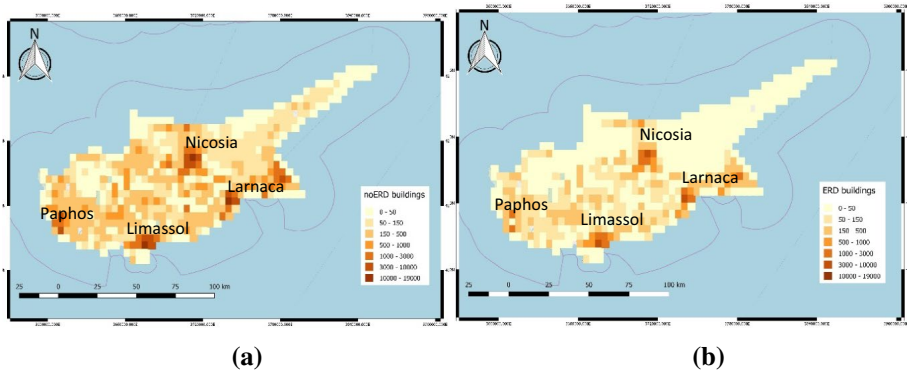 N
Nicosia
Larnaca
Paphos
Limassol
noERD buildings
0 - 50
50 - 150
150 - 500
500 - 1000
1000 - 3000
3000 - 10000
10000 - 19000
25 0 25 50 75 100 km
(a)
N
Nicosia
Larnaca
Paphos
Limassol
ERD buildings
0 - 50
50 - 150
150 - 500
500 - 1000
1000 - 3000
3000 - 10000
10000 - 19000
25 0 25 50 75 100 km
(b)